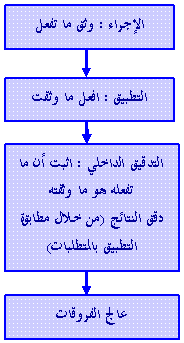 الإجراء : وثق ما تفعل
التطبيق : افعل ما وثقت
التدقيق الداخلي : اثبت أن ما
تفعله هو ما وثقته
دقق النتائج (من خلال مطابقة
التطبيق بالمتطلبات)
عالج الفروقات